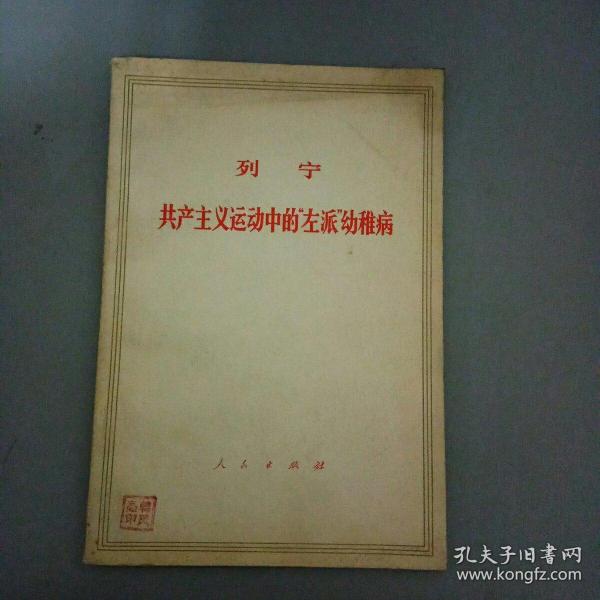 列 宁
共产主义运动中的“左派”幼稚病
人民出版社
孔夫子旧书网
www.kongfz.com